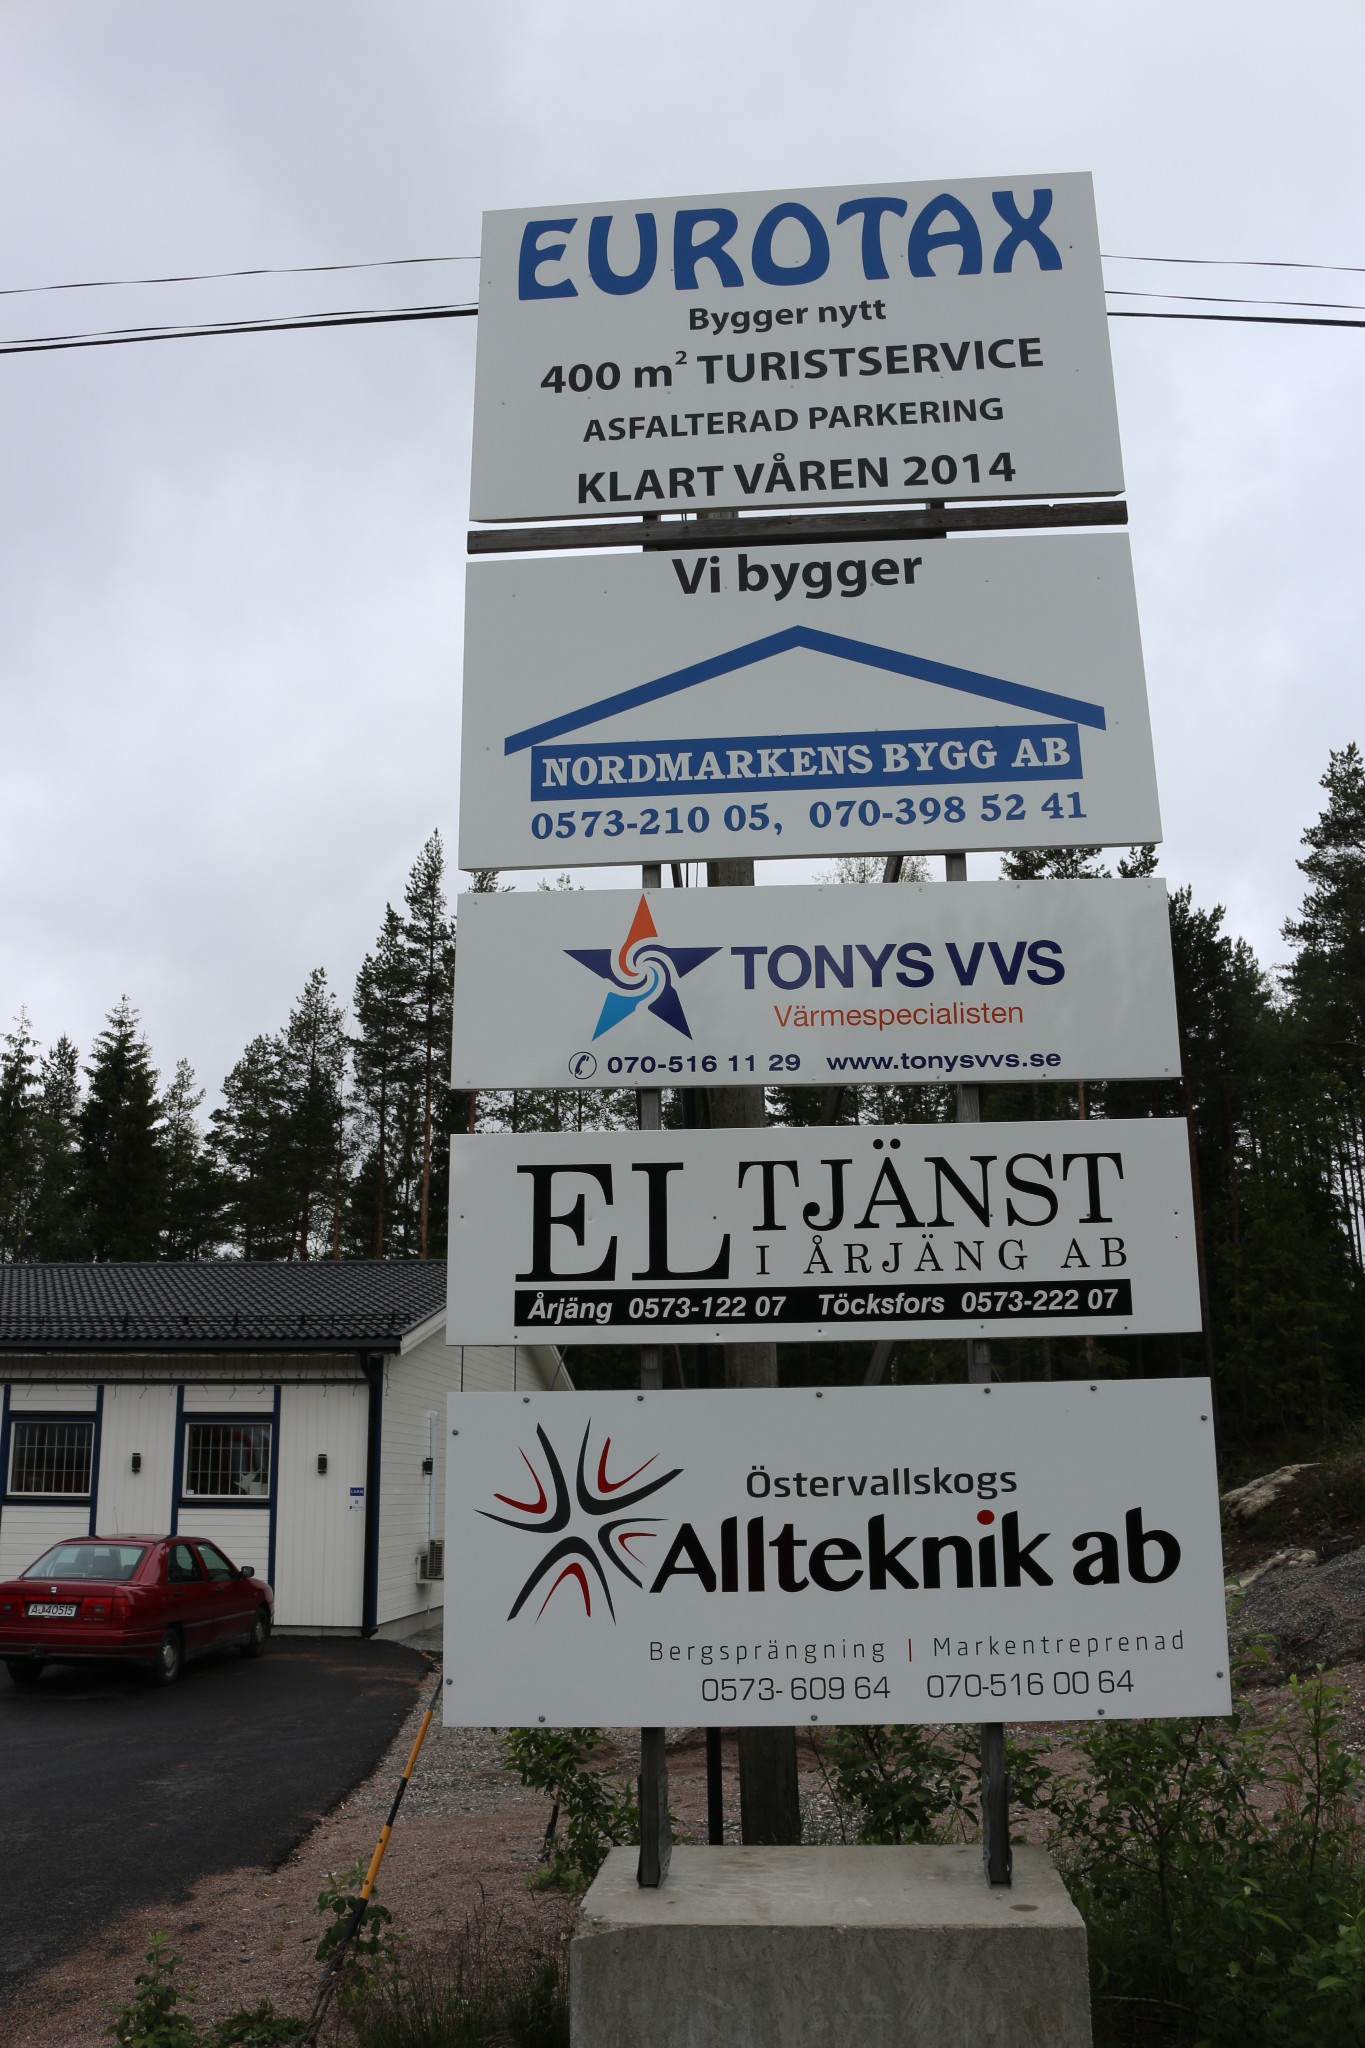 EUROTAX
Bygger nytt
400 m² TURISTSERVICE
ASFALTERAD PARKERING
KLART VÅREN 2014
Vi bygger
NORDMARKENS BYGG AB
0573-210 05, 070-398 52 41
TONYS VVS
Värmespecialisten
070-516 11 29 www.tonysvvs.se
EL TJÄNST
I ÅRJÄNG AB
Årjäng 0573-122 07 Töcksfors 0573-222 07
Östervallskogs
Allteknik ab
Bergsprängning | Markentreprenad
0573- 609 64 070-516 00 64
LARM
AJ40515